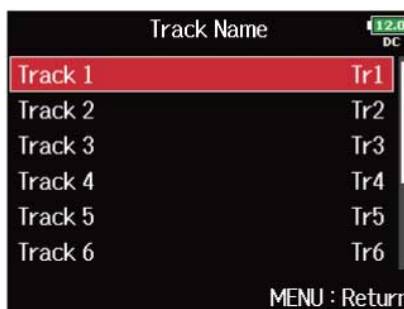 Track Name
12.0
DC
Track 1 Tr1
Track 2 Tr2
Track 3 Tr3
Track 4 Tr4
Track 5 Tr5
Track 6 Tr6
MENU : Return